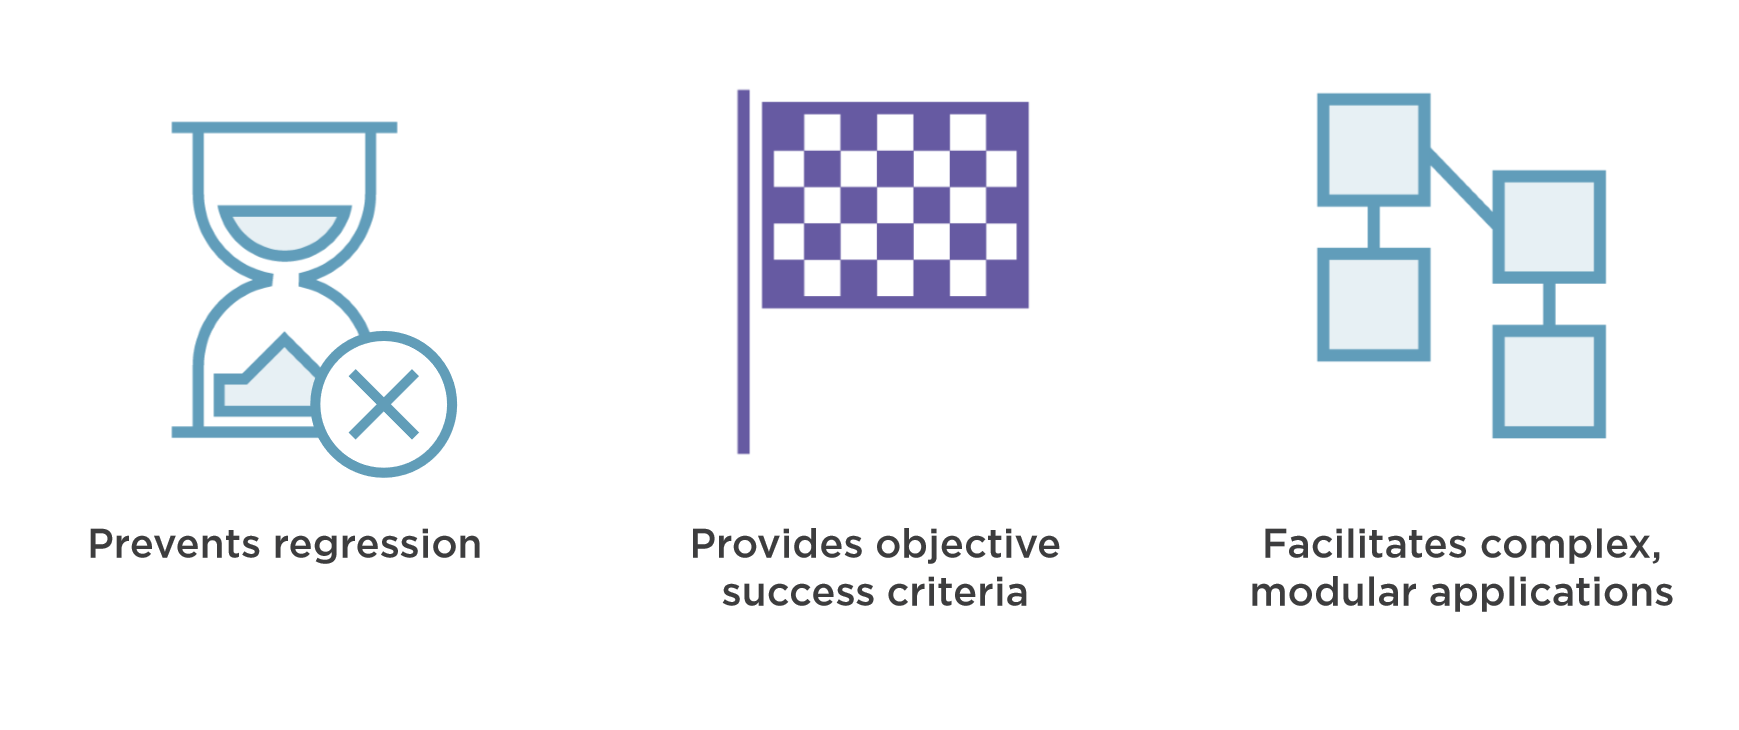 Prevents regression
Provides objective
success criteria
Facilitates complex,
modular applications